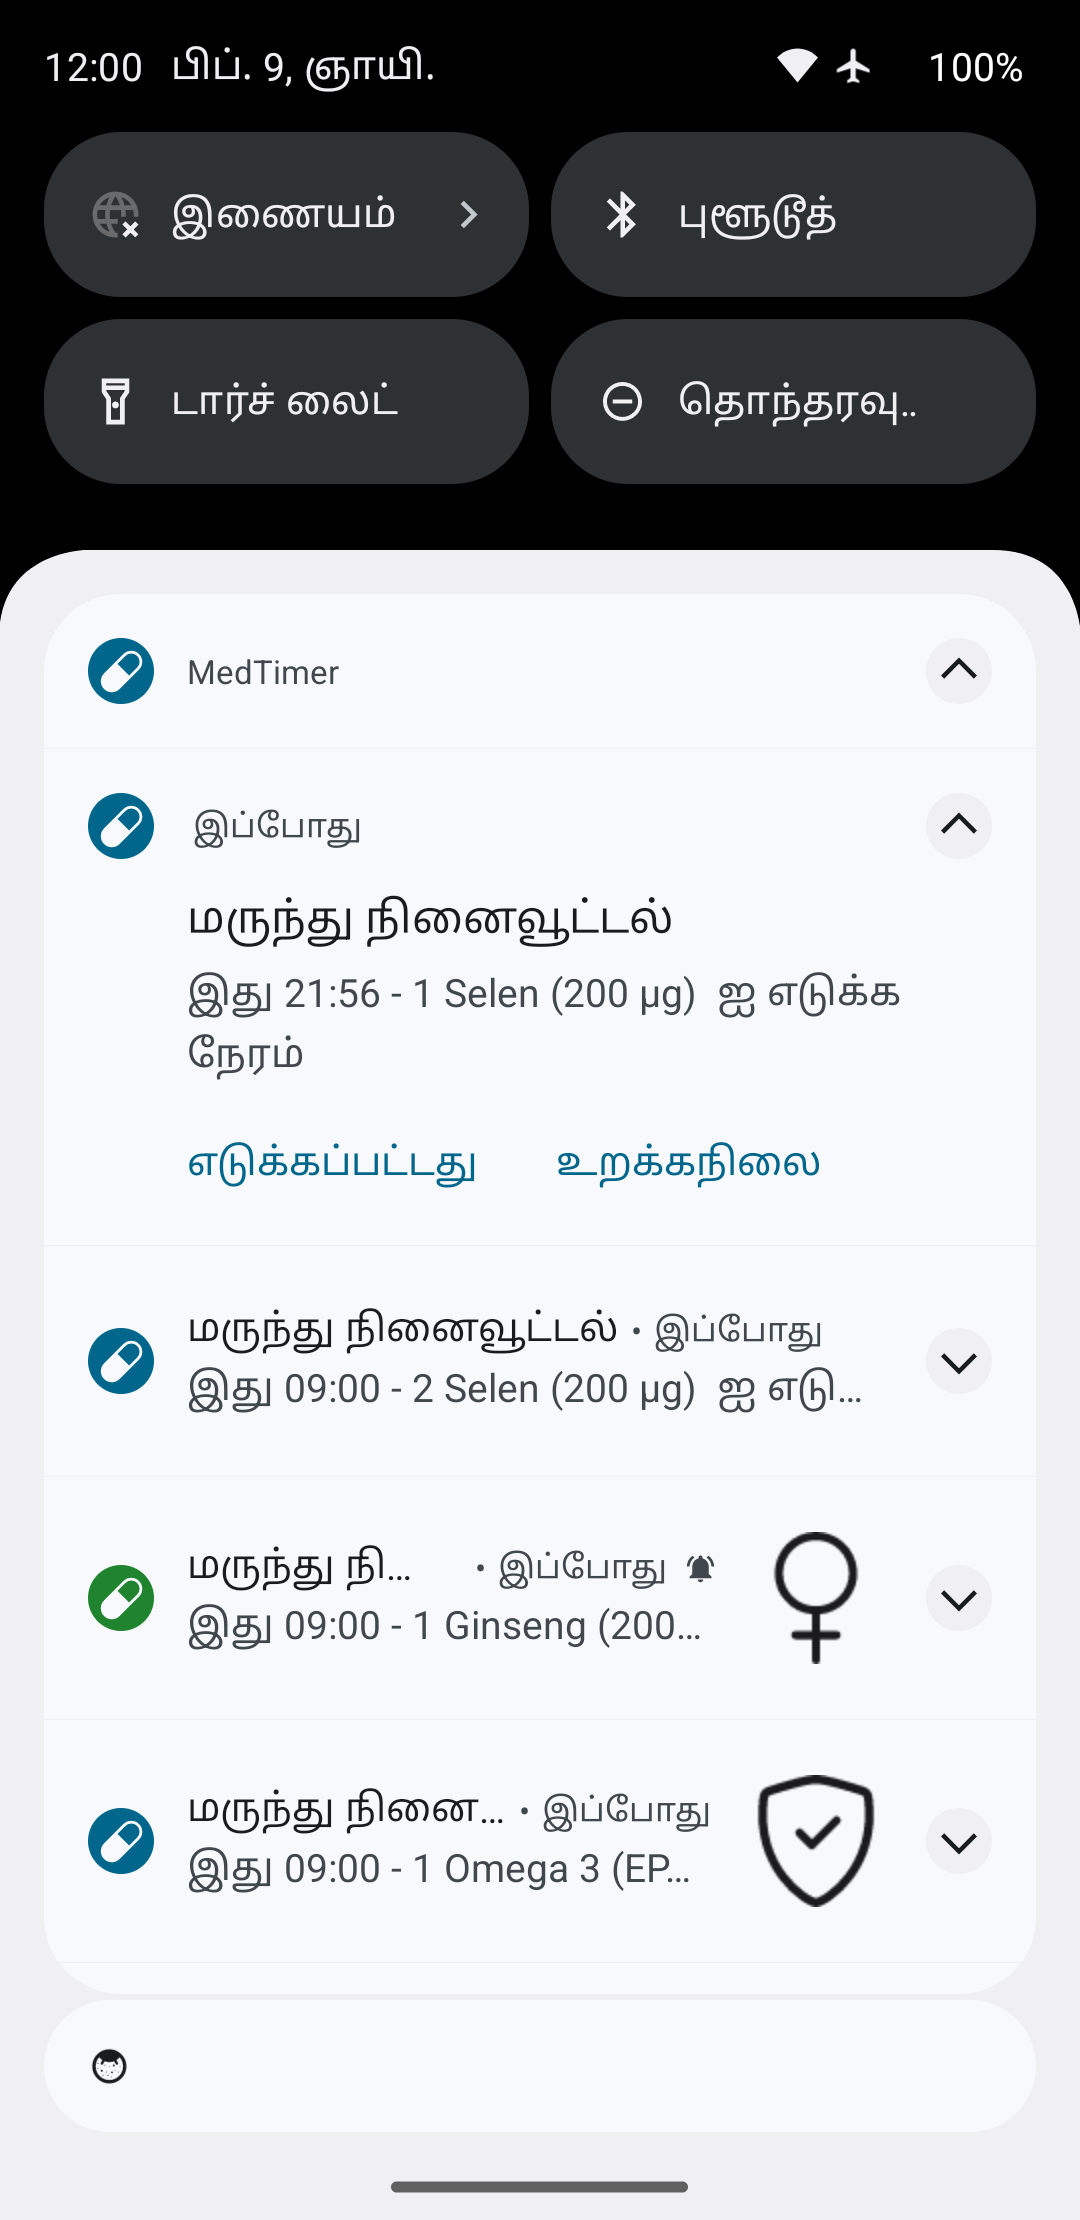 12:00 பிப். 9, ஞாயி. 100%
இணையம்
புளூடூத்
டார்ச் லைட்
தொந்தரவு..
MedTimer
இப்போது
மருந்து நினைவூட்டல்
இது 21:56 - 1 Selen (200 µg)  ஐ எடுக்க
நேரம்
எடுக்கப்பட்டது உறக்கநிலை
மருந்து நினைவூட்டல் • இப்போது
இது 09:00 - 2 Selen (200 µg)  ஐ எடு...
மருந்து நி... • இப்போது
இது 09:00 - 1 Ginseng (200...
மருந்து நினை... • இப்போது
இது 09:00 - 1 Omega 3 (EP...